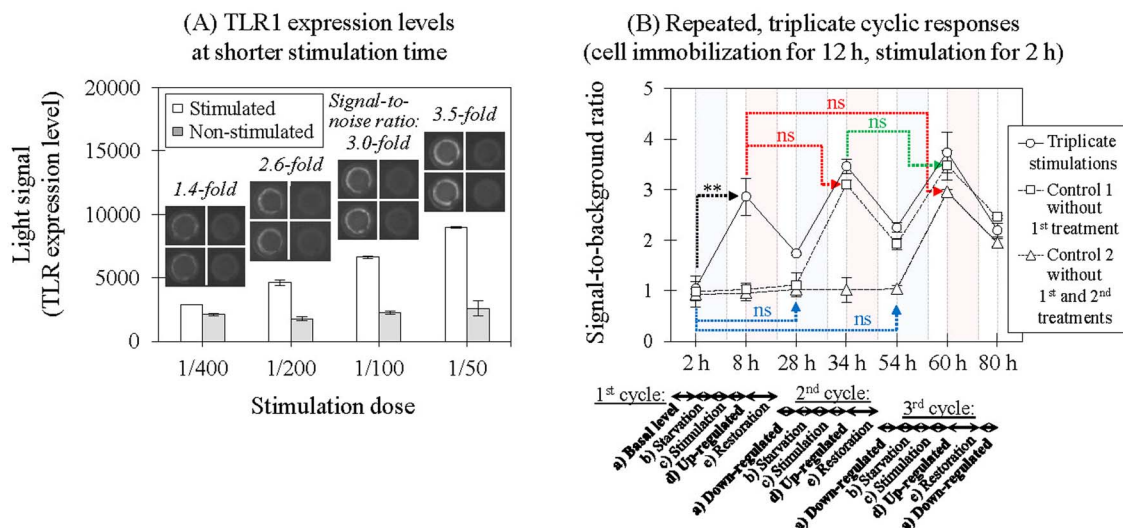 (A) TLR1 expression levels
at shorter stimulation time
Light signal
(TLR expression level)
20000
15000
10000
5000
0
Stimulated
Non-stimulated
Signal-to-
noise ratio:
1.4-fold
2.6-fold
3.0-fold
3.5-fold
1/400
1/200
1/100
1/50
Stimulation dose
(B) Repeated, triplicate cyclic responses
(cell immobilization for 12 h, stimulation for 2 h)
Signal-to-background ratio
5
4
3
2
1
0
**
ns
ns
ns
ns
ns
2 h
8 h
28 h
34 h
54 h
60 h
80 h
Triplicate
stimulations
Control 1
without
1st treatment
Control 2
without
1st and 2nd
treatments
1st cycle:
a) Basal level
b) Starvation
c) Stimulation
d) Up-regulated
e) Restoration
2nd cycle:
a) Down-regulated
b) Starvation
c) Stimulation
d) Up-regulated
e) Restoration
3rd cycle:
a) Down-regulated
b) Starvation
c) Stimulation
d) Up-regulated
e) Restoration
a) Down-regulated